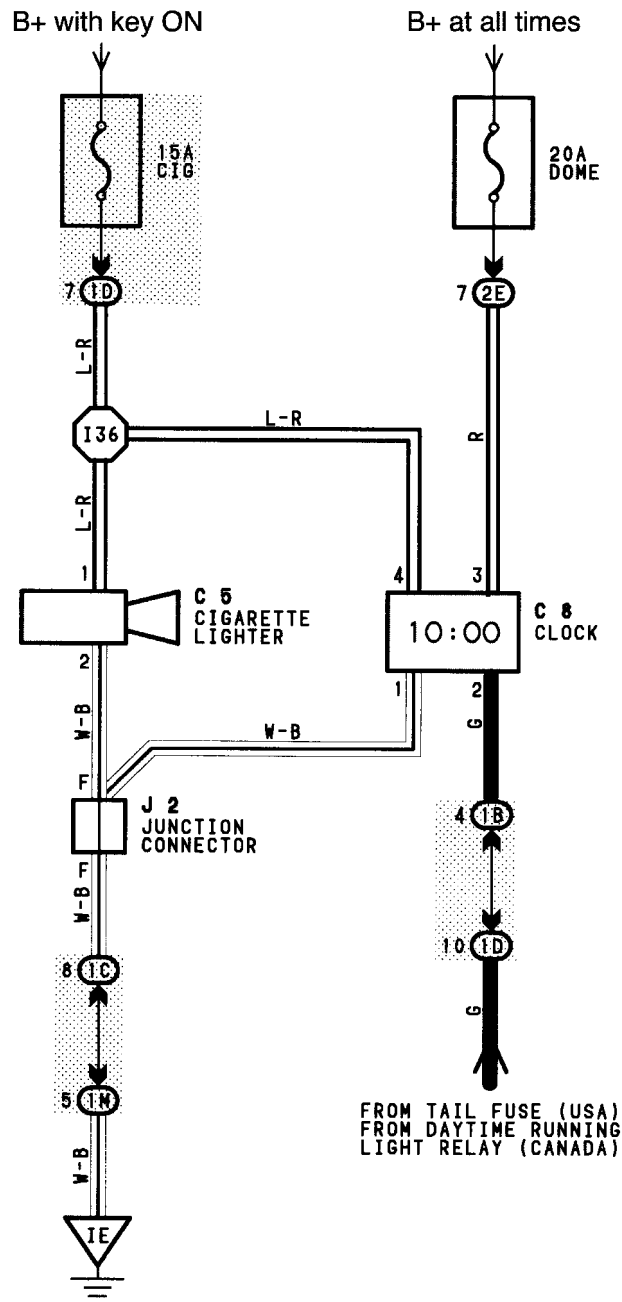 B+ with key ON
B+ at all times
15A
CIG
20A
DOME
7 1D
7 2E
L-R
L-R
I36
R
L-R
1
4
3
C 5
CIGARETTE
LIGHTER
10:00
C 8
CLOCK
2
1
2
W-B
G
W-B
F
J 2
JUNCTION
CONNECTOR
4 1B
F
W-B
10 1D
8 1C
G
5 1M
FROM TAIL FUSE (USA)
FROM DAYTIME RUNNING
LIGHT RELAY (CANADA)
W-B
IE